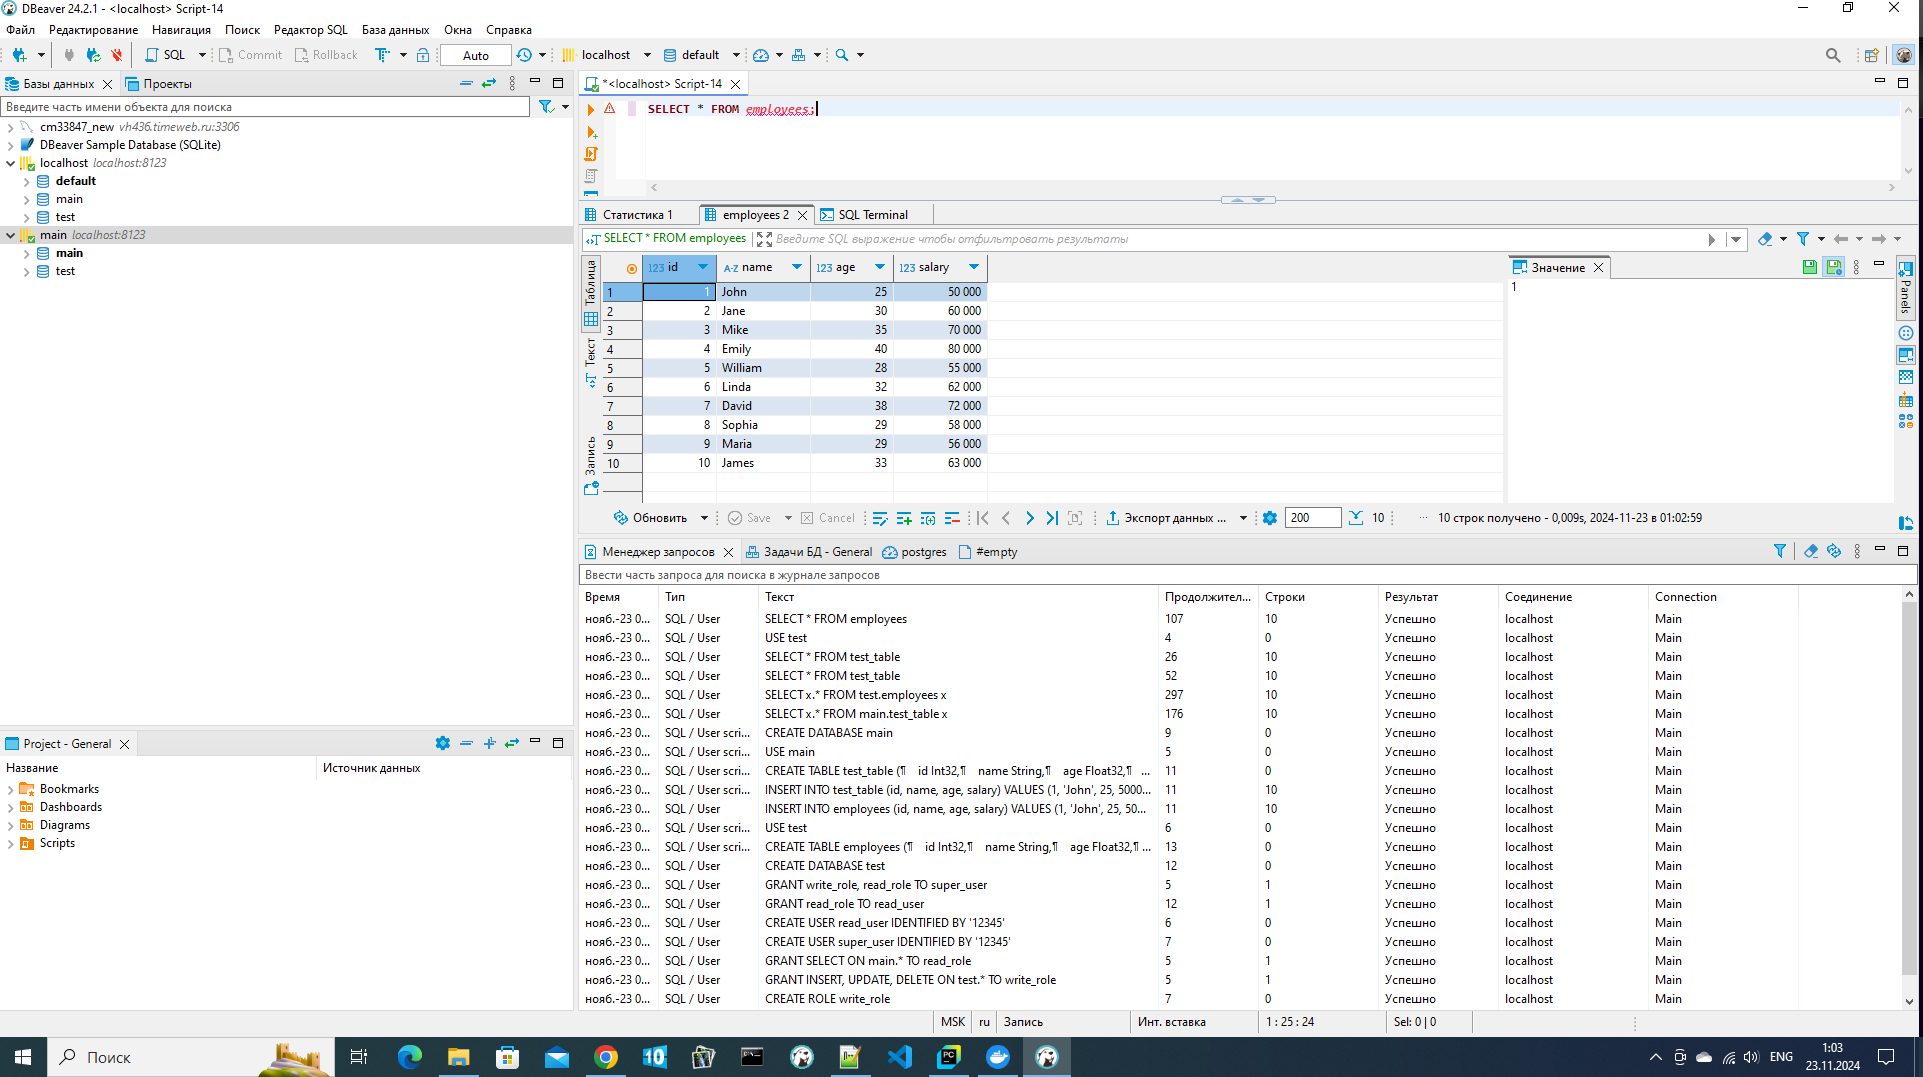 DBeaver 24.2.1 - <localhost> Script-14
Файл Редактирование Навигация Поиск Редактор SQL База данных Окна Справка
SQL Commit Rollback Auto localhost default
Базы данных Проекты
Введите часть имени объекта для поиска
cm33847_new vh436.timeweb.ru:3306
DBeaver Sample Database (SQLite)
localhost localhost:8123
default
main
test
main localhost:8123
main
test
Project - General
Название Источник данных
Bookmarks
Dashboards
Diagrams
Scripts
*<localhost> Script-14
SELECT * FROM employees;
Статистика 1 employees 2 SQL Terminal
SELECT * FROM employees Введите SQL выражение чтобы отфильтровать результаты
Таблица
Текст
Запись
123 id A-Z name 123 age 123 salary
1 1 John 25 50 000
2 2 Jane 30 60 000
3 3 Mike 35 70 000
4 4 Emily 40 80 000
5 5 William 28 55 000
6 6 Linda 32 62 000
7 7 David 38 72 000
8 8 Sophia 29 58 000
9 9 Maria 29 56 000
10 10 James 33 63 000
Значение
1
Panels
Обновить Save Cancel Экспорт данных ... 200 10 10 строк получено - 0,009s, 2024-11-23 в 01:02:59
Менеджер запросов Задачи БД - General postgres #empty
Ввести часть запроса для поиска в журнале запросов
Время Тип Текст Продолжител... Строки Результат Соединение Connection
нояб.-23 0... SQL / User SELECT * FROM employees 107 10 Успешно localhost Main
нояб.-23 0... SQL / User USE test 4 0 Успешно localhost Main
нояб.-23 0... SQL / User SELECT * FROM test_table 26 10 Успешно localhost Main
нояб.-23 0... SQL / User SELECT * FROM test_table 52 10 Успешно localhost Main
нояб.-23 0... SQL / User SELECT x.* FROM test.employees x 297 10 Успешно localhost Main
нояб.-23 0... SQL / User SELECT x.* FROM main.test_table x 176 10 Успешно localhost Main
нояб.-23 0... SQL / User scri... CREATE DATABASE main 9 0 Успешно localhost Main
нояб.-23 0... SQL / User scri... USE main 5 0 Успешно localhost Main
нояб.-23 0... SQL / User scri... CREATE TABLE test_table (¶ id Int32,¶ name String,¶ age Float32,¶ ... 11 0 Успешно localhost Main
нояб.-23 0... SQL / User scri... INSERT INTO test_table (id, name, age, salary) VALUES (1, 'John', 25, 5000... 11 10 Успешно localhost Main
нояб.-23 0... SQL / User scri... INSERT INTO employees (id, name, age, salary) VALUES (1, 'John', 25, 50... 11 10 Успешно localhost Main
нояб.-23 0... SQL / User scri... USE test 6 0 Успешно localhost Main
нояб.-23 0... SQL / User scri... CREATE TABLE employees (¶ id Int32,¶ name String,¶ age Float32,¶ ... 13 0 Успешно localhost Main
нояб.-23 0... SQL / User CREATE DATABASE test 12 0 Успешно localhost Main
нояб.-23 0... SQL / User GRANT write_role, read_role TO super_user 5 1 Успешно localhost Main
нояб.-23 0... SQL / User GRANT read_role TO read_user 12 1 Успешно localhost Main
нояб.-23 0... SQL / User CREATE USER read_user IDENTIFIED BY '12345' 6 0 Успешно localhost Main
нояб.-23 0... SQL / User CREATE USER super_user IDENTIFIED BY '12345' 7 0 Успешно localhost Main
нояб.-23 0... SQL / User GRANT SELECT ON main.* TO read_role 5 1 Успешно localhost Main
нояб.-23 0... SQL / User GRANT INSERT, UPDATE, DELETE ON test.* TO write_role 5 1 Успешно localhost Main
нояб.-23 0... SQL / User CREATE ROLE write_role 7 0 Успешно localhost Main
MSK ru Запись Инт. вставка 1 : 25 : 24 Sel: 0 | 0
Поиск 10 PC ENG 1:03
23.11.2024